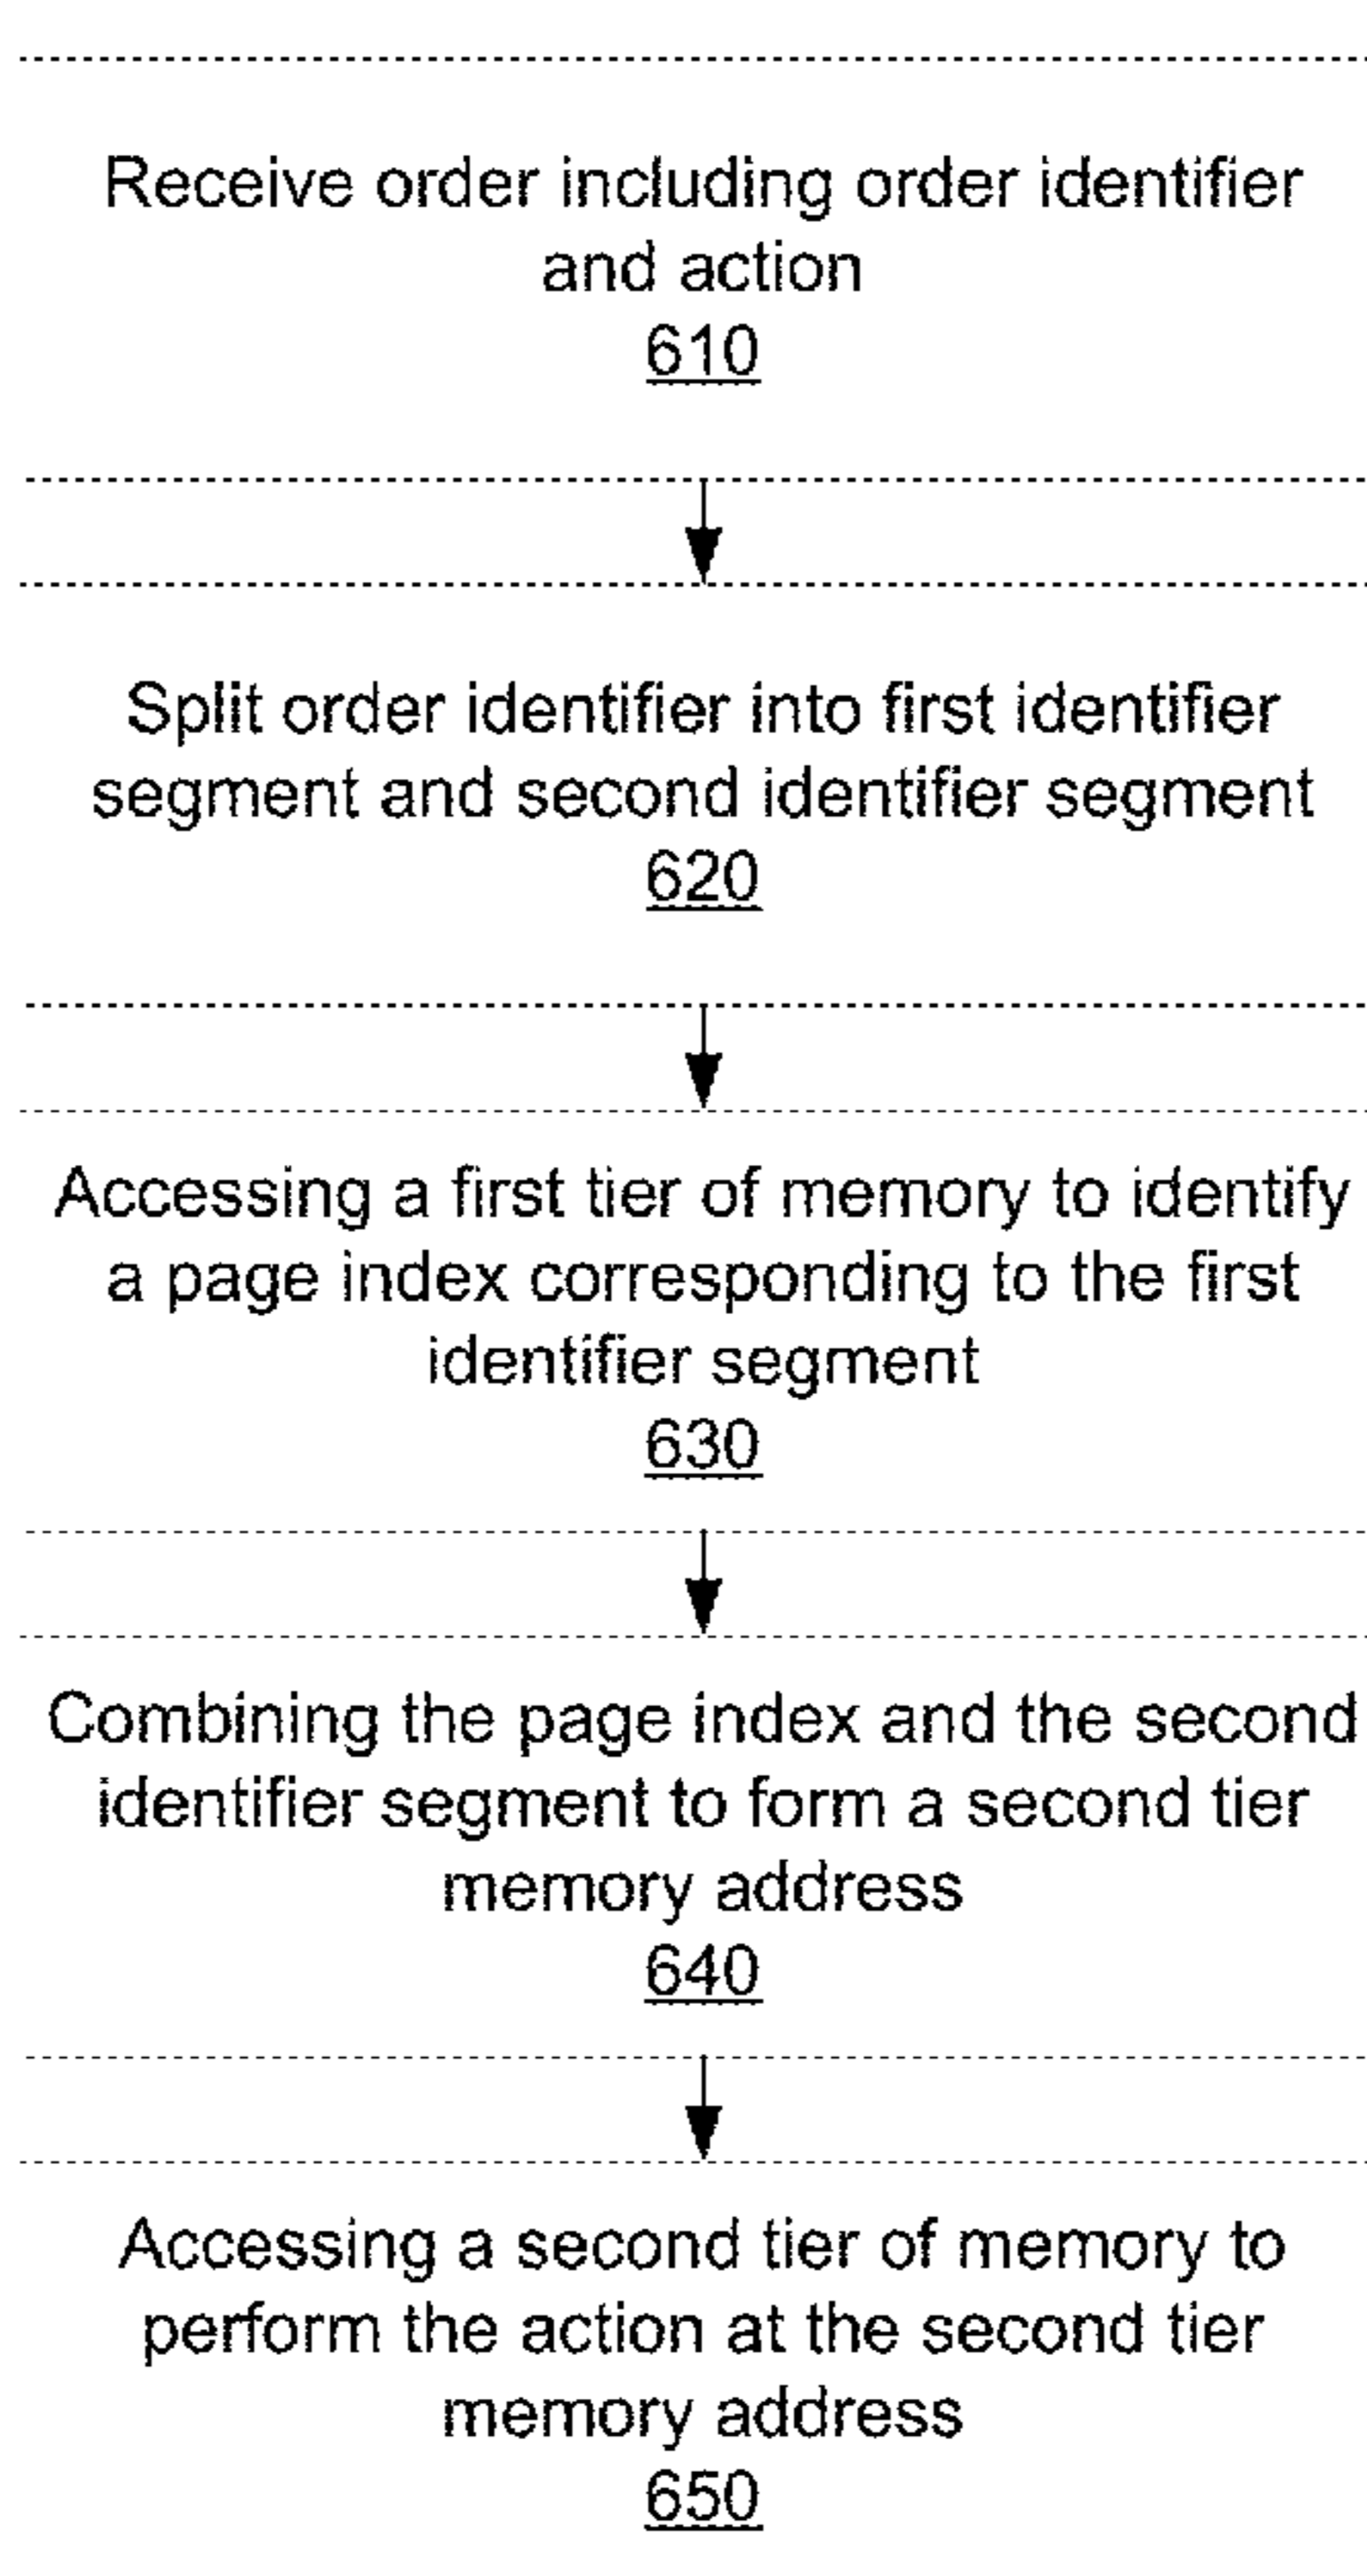 Receive order including order identifier
and action
610
Split order identifier into first identifier
segment and second identifier segment
620
Accessing a first tier of memory to identify
a page index corresponding to the first
identifier segment
630
Combining the page index and the second
identifier segment to form a second tier
memory address
640
Accessing a second tier of memory to
perform the action at the second tier
memory address
650